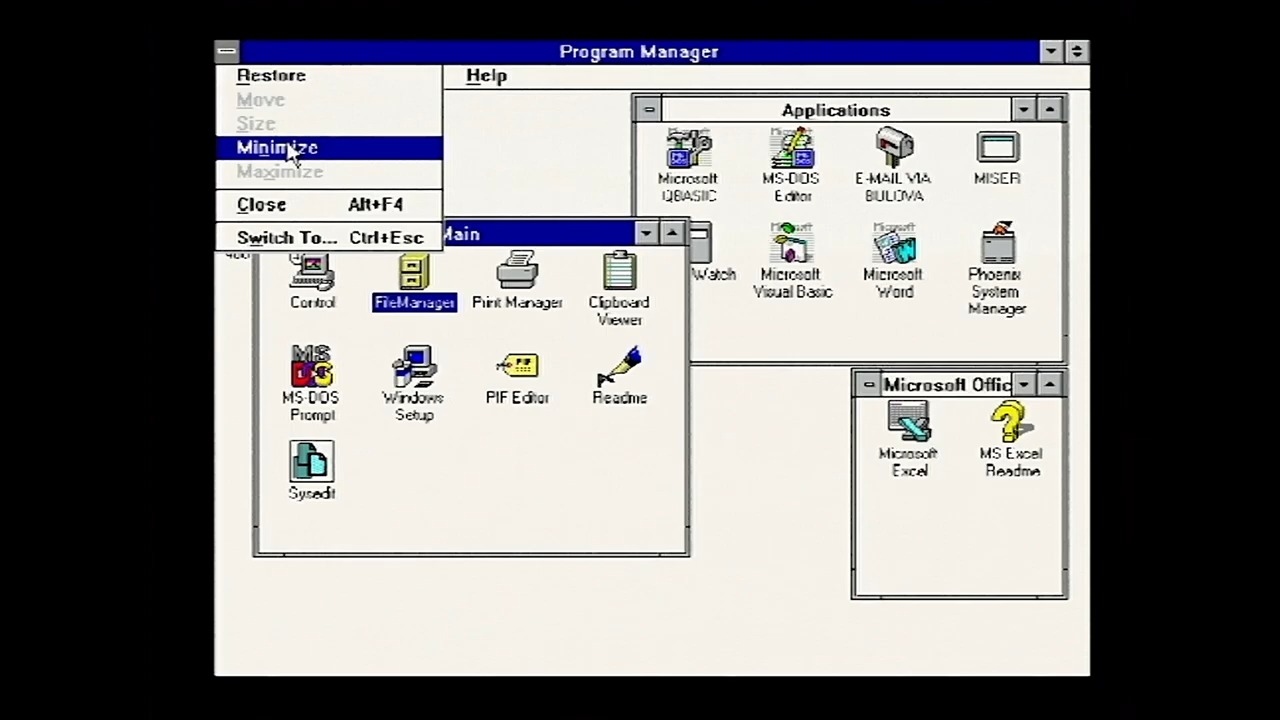 Program Manager
Restore
Help
Move
Size
Minimize
Maximize
Close Alt+F4
Switch To... Ctrl+Esc
Applications
Microsoft QBASIC
MS-DOS Editor
E-MAIL VIA BULOVA
MISER
Watch
Microsoft Visual Basic
Microsoft Word
Phoenix System Manager
Main
Control
FileManager
Print Manager
Clipboard Viewer
MS-DOS Prompt
Windows Setup
PIF Editor
Readme
Sysedit
Microsoft Offic
Microsoft Excel
MS Excel Readme